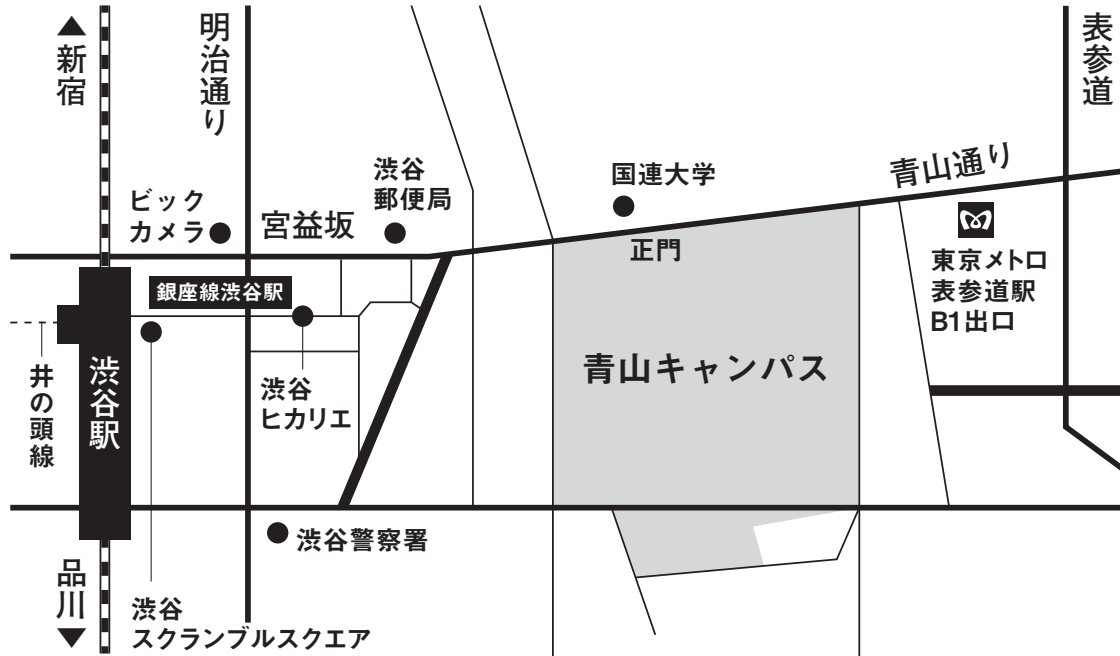 ▲新宿
明治通り
表参道
ビック
カメラ
宮益坂
渋谷
郵便局
国連大学
青山通り
正門
東京メトロ
表参道駅
B1出口
銀座線渋谷駅
渋谷駅
井の頭線
渋谷
ヒカリエ
青山キャンパス
渋谷警察署
品川▼
渋谷
スクランブルスクエア